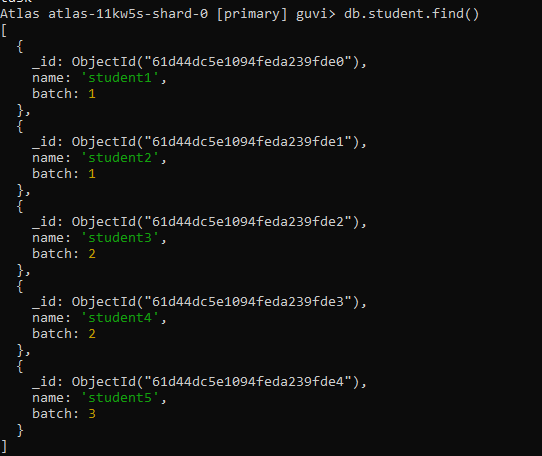 task
Atlas atlas-11kw5s-shard-0 [primary] guvi> db.student.find()
[
  {
    _id: ObjectId("61d44dc5e1094feda239fde0"),
    name: 'student1',
    batch: 1
  },
  {
    _id: ObjectId("61d44dc5e1094feda239fde1"),
    name: 'student2',
    batch: 1
  },
  {
    _id: ObjectId("61d44dc5e1094feda239fde2"),
    name: 'student3',
    batch: 2
  },
  {
    _id: ObjectId("61d44dc5e1094feda239fde3"),
    name: 'student4',
    batch: 2
  },
  {
    _id: ObjectId("61d44dc5e1094feda239fde4"),
    name: 'student5',
    batch: 3
  }
]